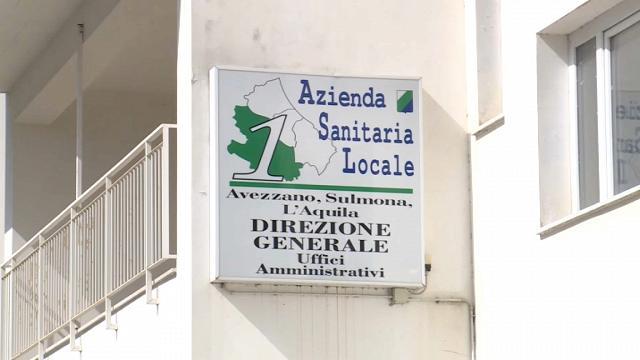 Azienda
Sanitaria
Locale
1
Avezzano, Sulmona,
L'Aquila
DIREZIONE
GENERALE
Uffici
Amministrativi